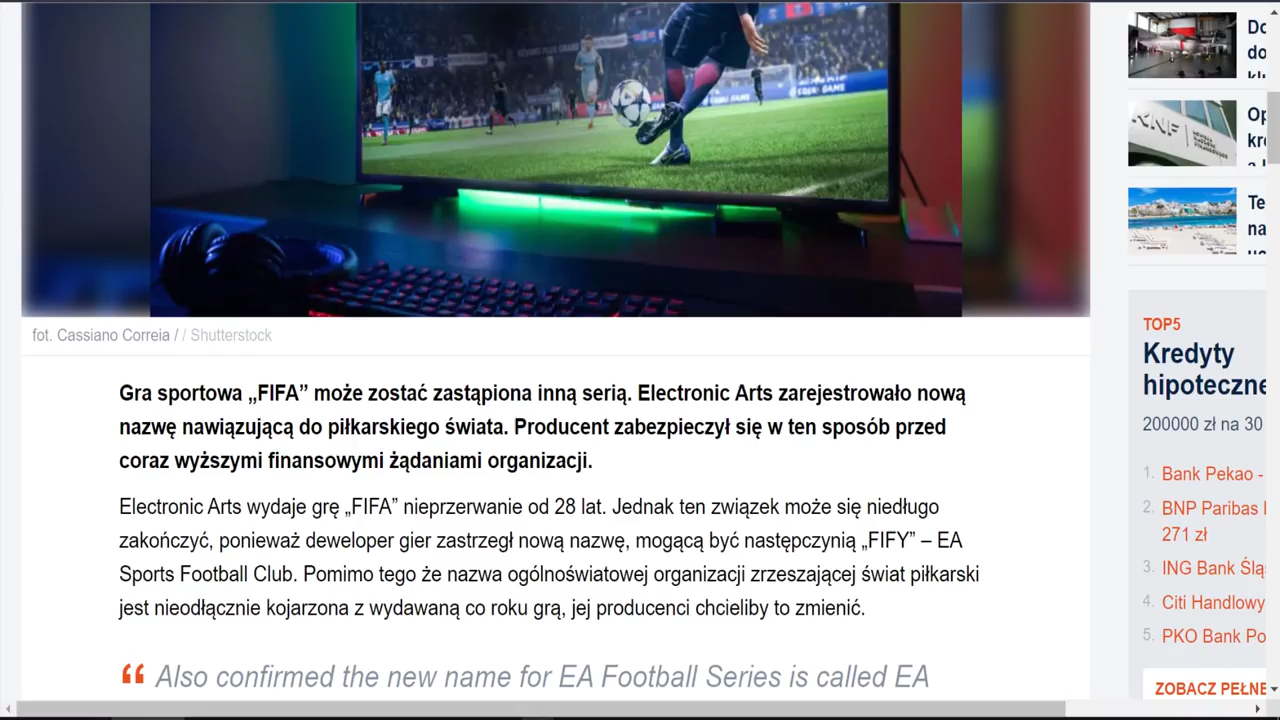 fot. Cassiano Correia / / Shutterstock
Gra sportowa „FIFA” może zostać zastąpiona inną serią. Electronic Arts zarejestrowało nową
nazwę nawiązującą do piłkarskiego świata. Producent zabezpieczył się w ten sposób przed
coraz wyższymi finansowymi żądaniami organizacji.
Electronic Arts wydaje grę „FIFA” nieprzerwanie od 28 lat. Jednak ten związek może się niedługo
zakończyć, ponieważ deweloper gier zastrzegł nową nazwę, mogącą być następczynią „FIFY” – EA
Sports Football Club. Pomimo tego że nazwa ogólnoświatowej organizacji zrzeszającej świat piłkarski
jest nieodłącznie kojarzona z wydawaną co roku grą, jej producenci chcieliby to zmienić.
“ Also confirmed the new name for EA Football Series is called EA
KNF
TOP5
Kredyty
hipoteczne
200000 zł na 30
1. Bank Pekao -
2. BNP Paribas
271 zł
3. ING Bank Ślą
4. Citi Handlowy
5. PKO Bank Po
ZOBACZ PEŁNE